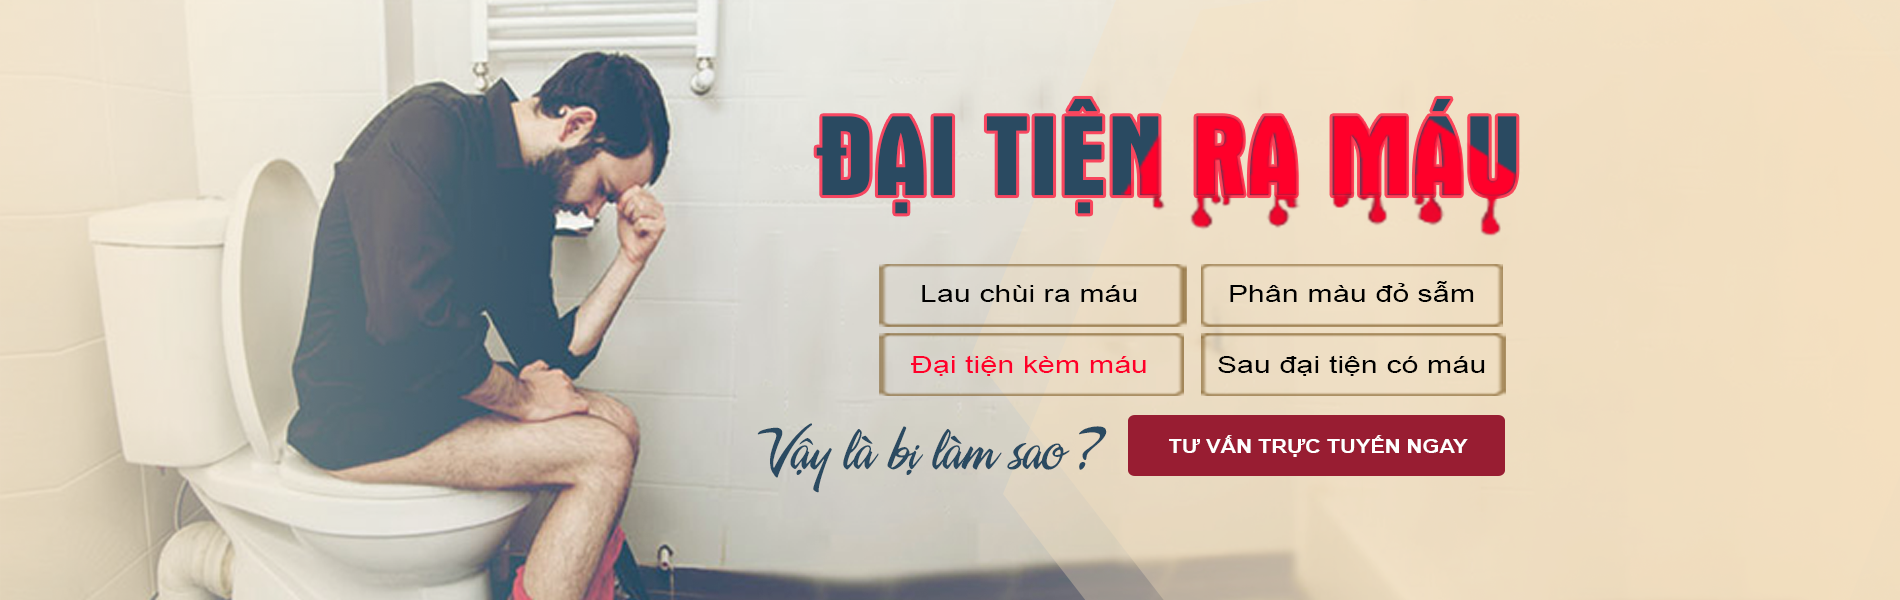 ĐẠI TIỆN RA MÁU
Lau chùi ra máu
Phân màu đỏ sẫm
Đại tiện kèm máu
Sau đại tiện có máu
Vậy là bị làm sao?
TƯ VẤN TRỰC TUYẾN NGAY